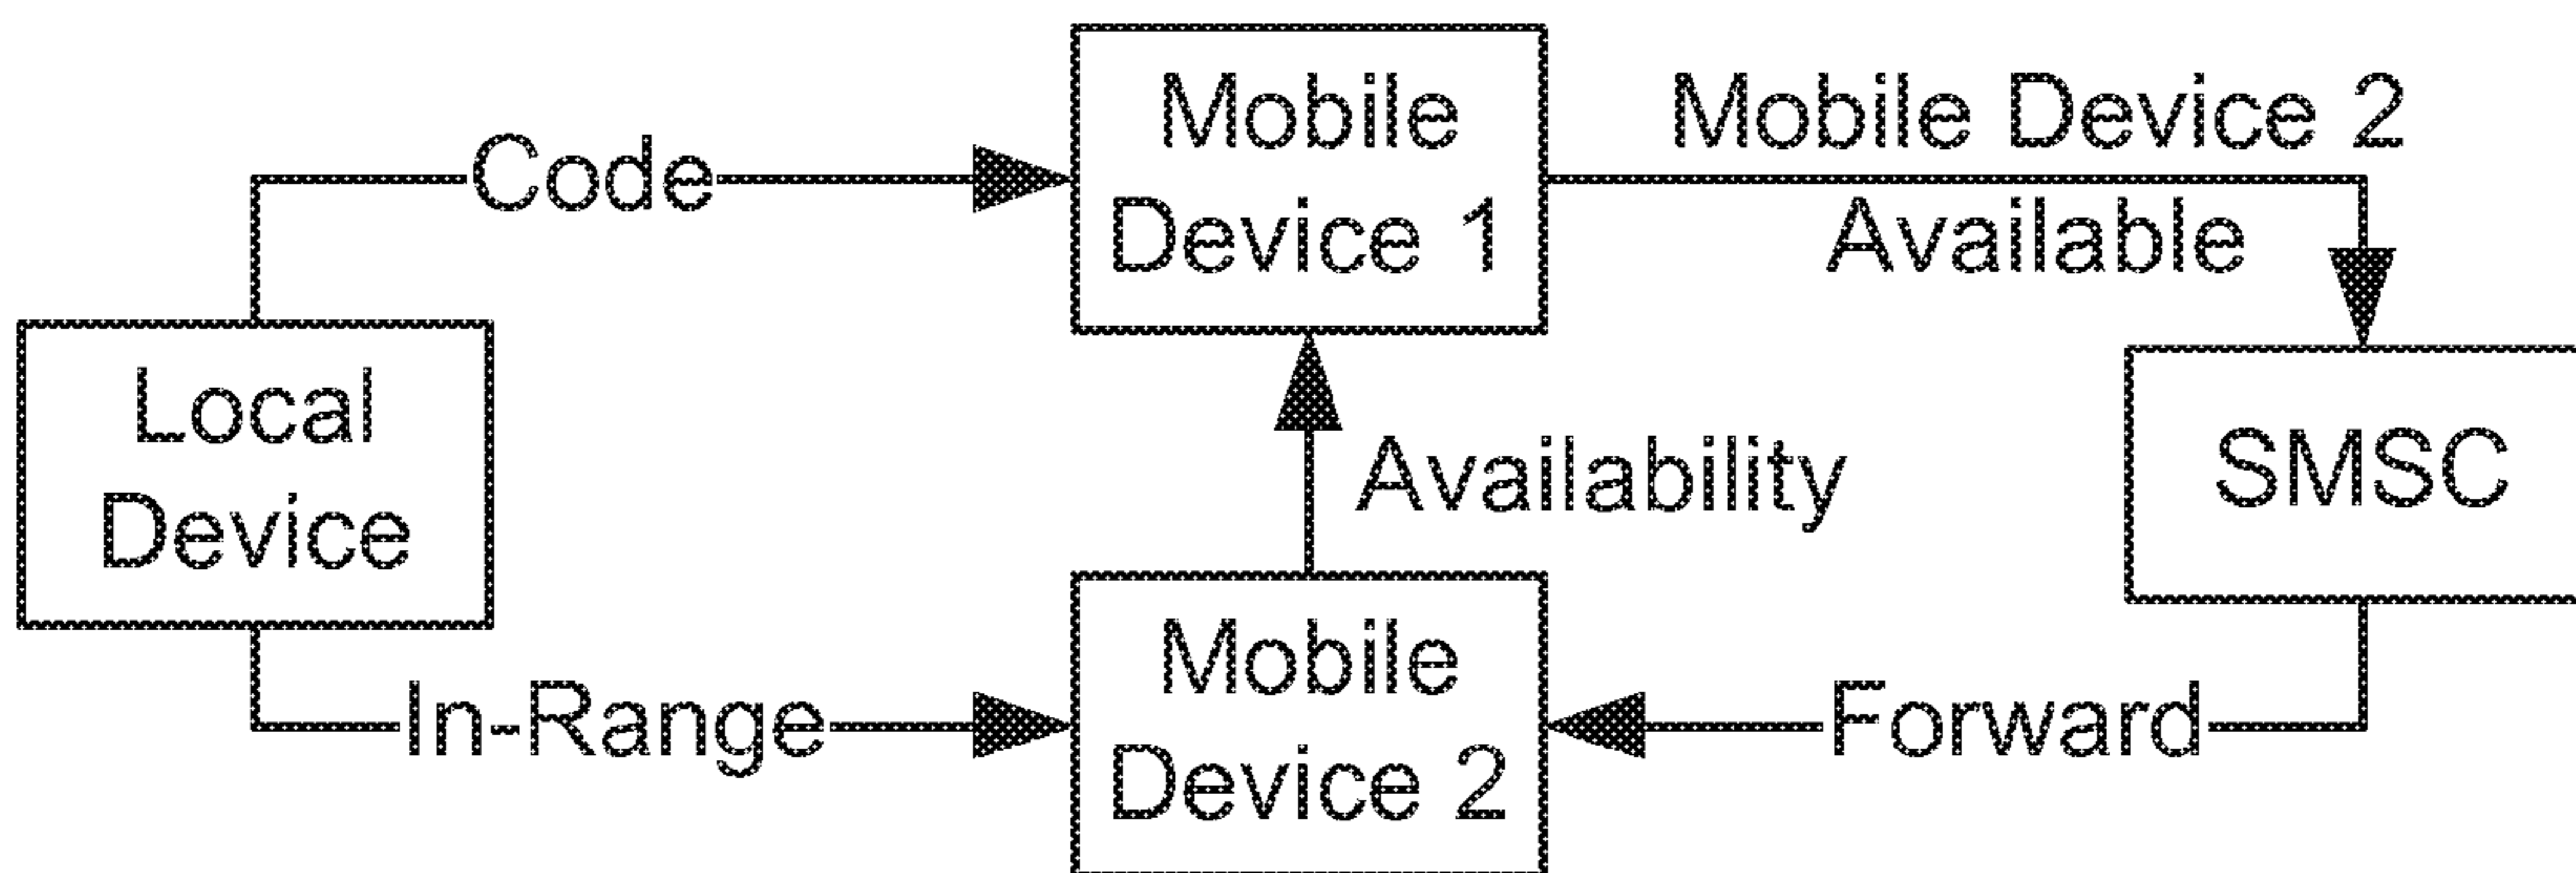 Mobile
Device 1
Mobile Device 2
Available
Code
Local
Device
Availability
SMSC
In-Range
Mobile
Device 2
Forward